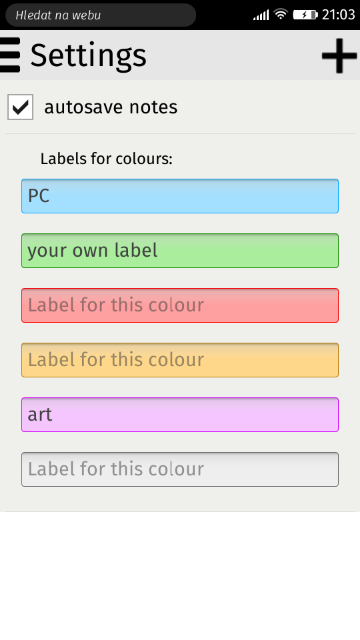 Hledat na webu
21:03
Settings
autosave notes
Labels for colours:
PC
your own label
Label for this colour
Label for this colour
art
Label for this colour